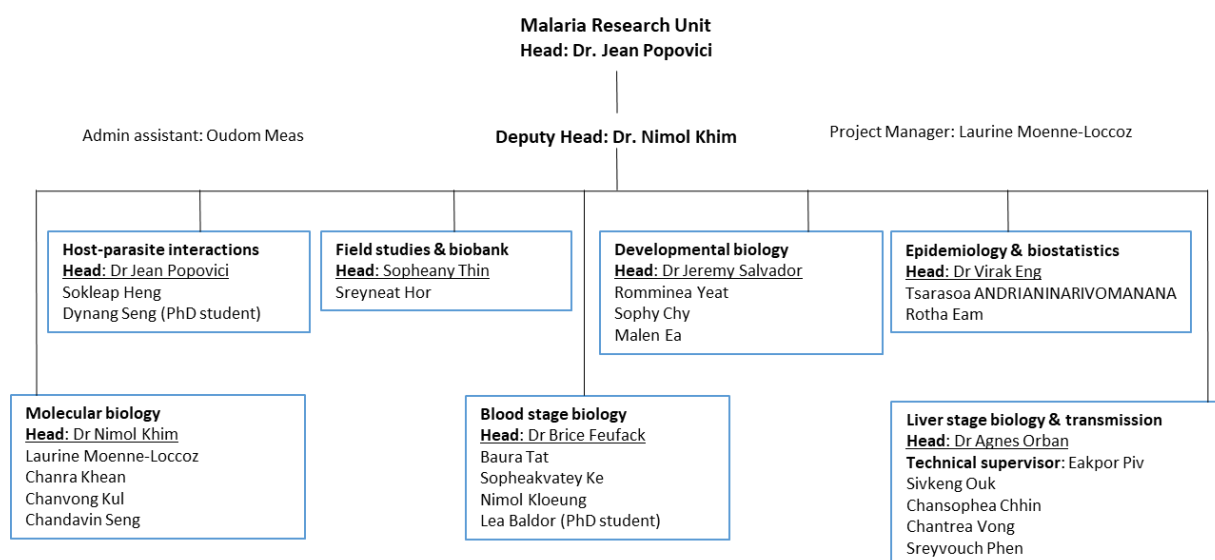 Malaria Research Unit
Head: Dr. Jean Popovici
Admin assistant: Oudom Meas
Deputy Head: Dr. Nimol Khim
Project Manager: Laurine Moenne-Loccoz
Host-parasite interactions
Head: Dr Jean Popovici
Sokleap Heng
Dynang Seng (PhD student)
Field studies & biobank
Head: Sopheany Thin
Sreyneat Hor
Developmental biology
Head: Dr Jeremy Salvador
Romminea Yeat
Sophy Chy
Malen Ea
Epidemiology & biostatistics
Head: Dr Virak Eng
Tsarasoa ANDRIANINARIVOMANANA
Rotha Eam
Molecular biology
Head: Dr Nimol Khim
Laurine Moenne-Loccoz
Chanra Khean
Chanvong Kul
Chandavin Seng
Blood stage biology
Head: Dr Brice Feufack
Baura Tat
Sopheakvatey Ke
Nimol Kloeung
Lea Baldor (PhD student)
Liver stage biology & transmission
Head: Dr Agnes Orban
Technical supervisor: Eakpor Piv
Sivkeng Ouk
Chansophea Chhin
Chantrea Vong
Sreyvouch Phen